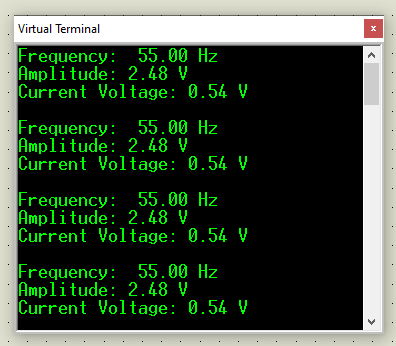 Virtual Terminal
Frequency:  55.00 Hz
Amplitude: 2.48 V
Current Voltage: 0.54 V
Frequency:  55.00 Hz
Amplitude: 2.48 V
Current Voltage: 0.54 V
Frequency:  55.00 Hz
Amplitude: 2.48 V
Current Voltage: 0.54 V
Frequency:  55.00 Hz
Amplitude: 2.48 V
Current Voltage: 0.54 V